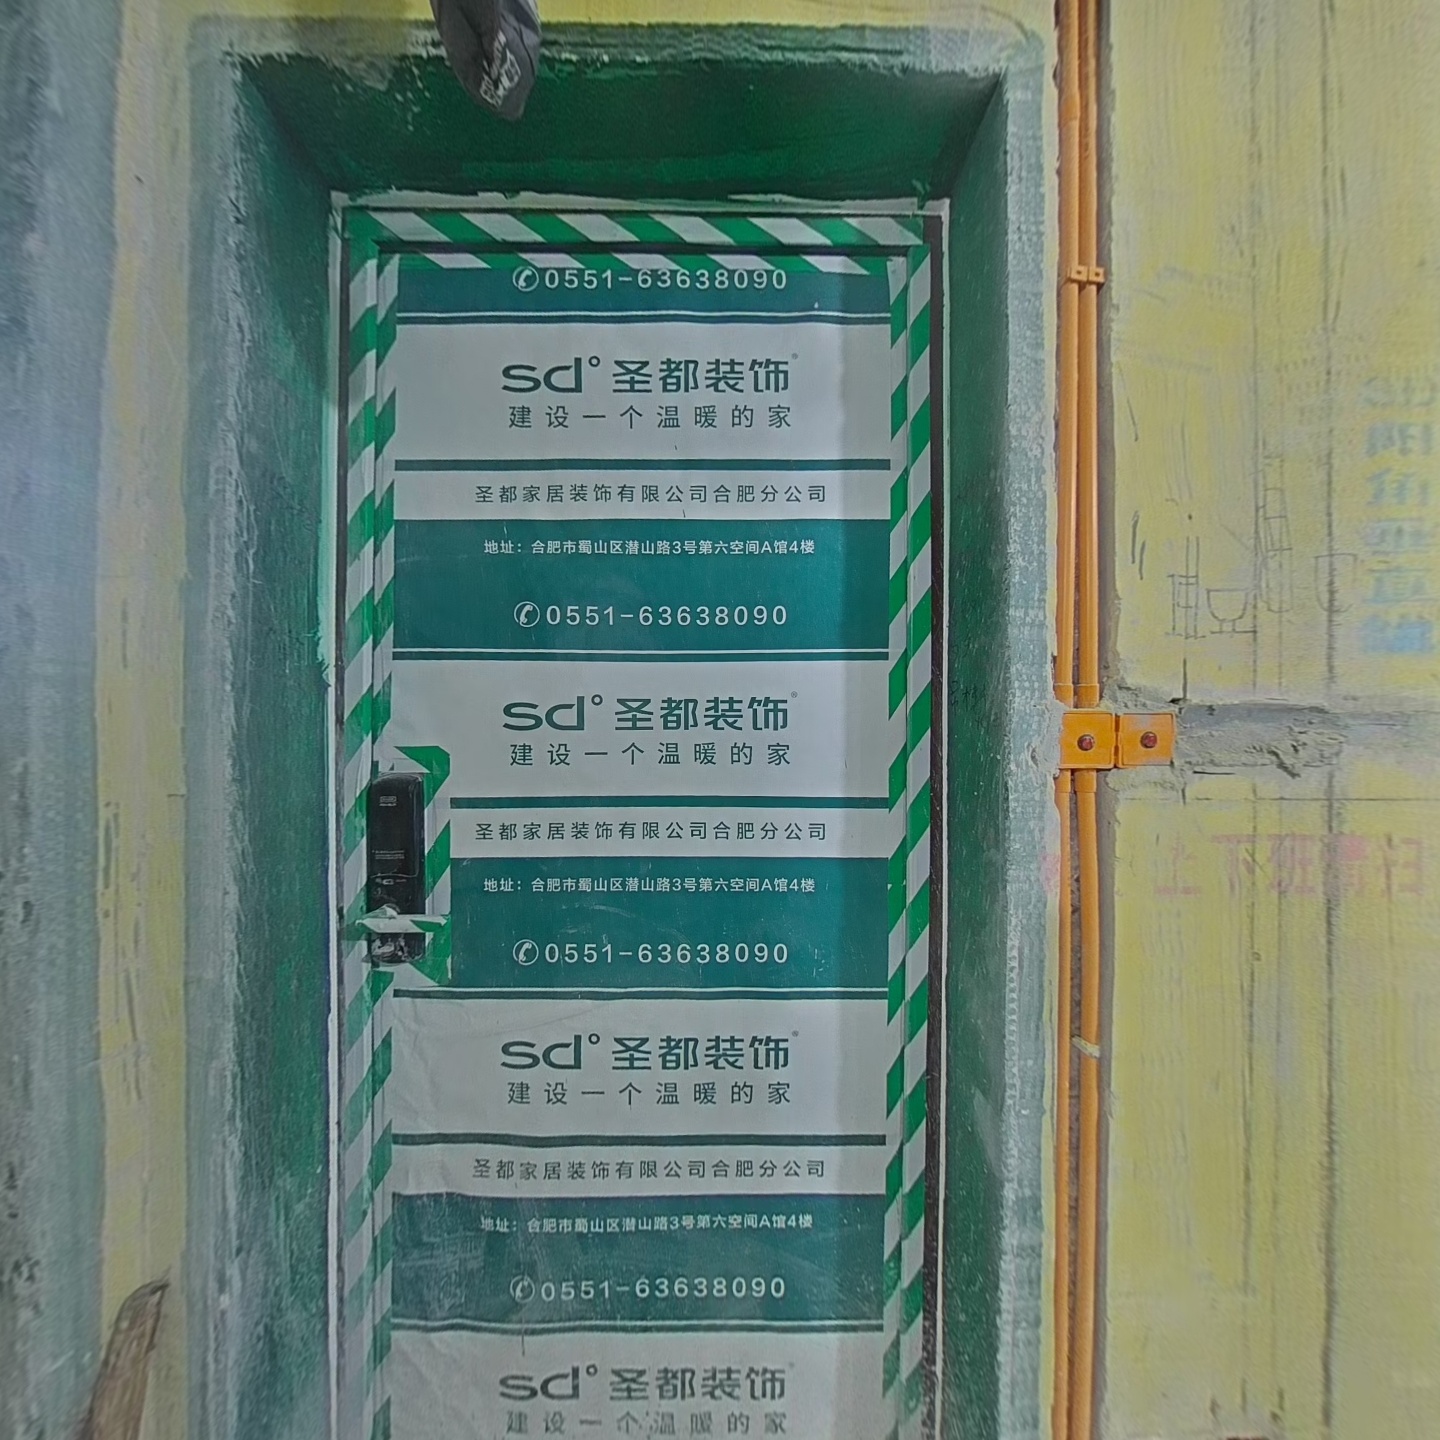 ✆0551-63638090
sd° 圣都装饰®
建设一个温暖的家
圣都家居装饰有限公司合肥分公司
地址：合肥市蜀山区潜山路3号第六空间A馆4楼
✆0551-63638090
sd° 圣都装饰®
建设一个温暖的家
圣都家居装饰有限公司合肥分公司
地址：合肥市蜀山区潜山路3号第六空间A馆4楼
✆0551-63638090
sd° 圣都装饰®
建设一个温暖的家
圣都家居装饰有限公司合肥分公司
地址：合肥市蜀山区潜山路3号第六空间A馆4楼
✆0551-63638090
sd° 圣都装饰
建设一个温暖的家